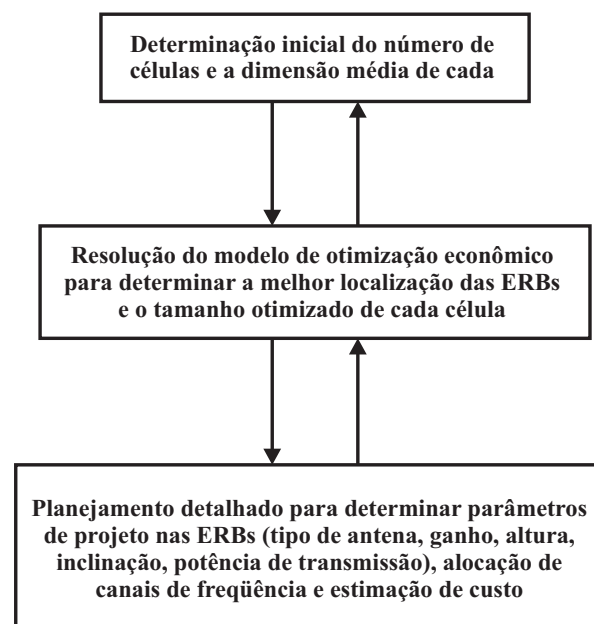 Determinação inicial do número de
células e a dimensão média de cada
Resolução do modelo de otimização econômico
para determinar a melhor localização das ERBs
e o tamanho otimizado de cada célula
Planejamento detalhado para determinar parâmetros
de projeto nas ERBs (tipo de antena, ganho, altura,
inclinação, potência de transmissão), alocação de
canais de freqüência e estimação de custo